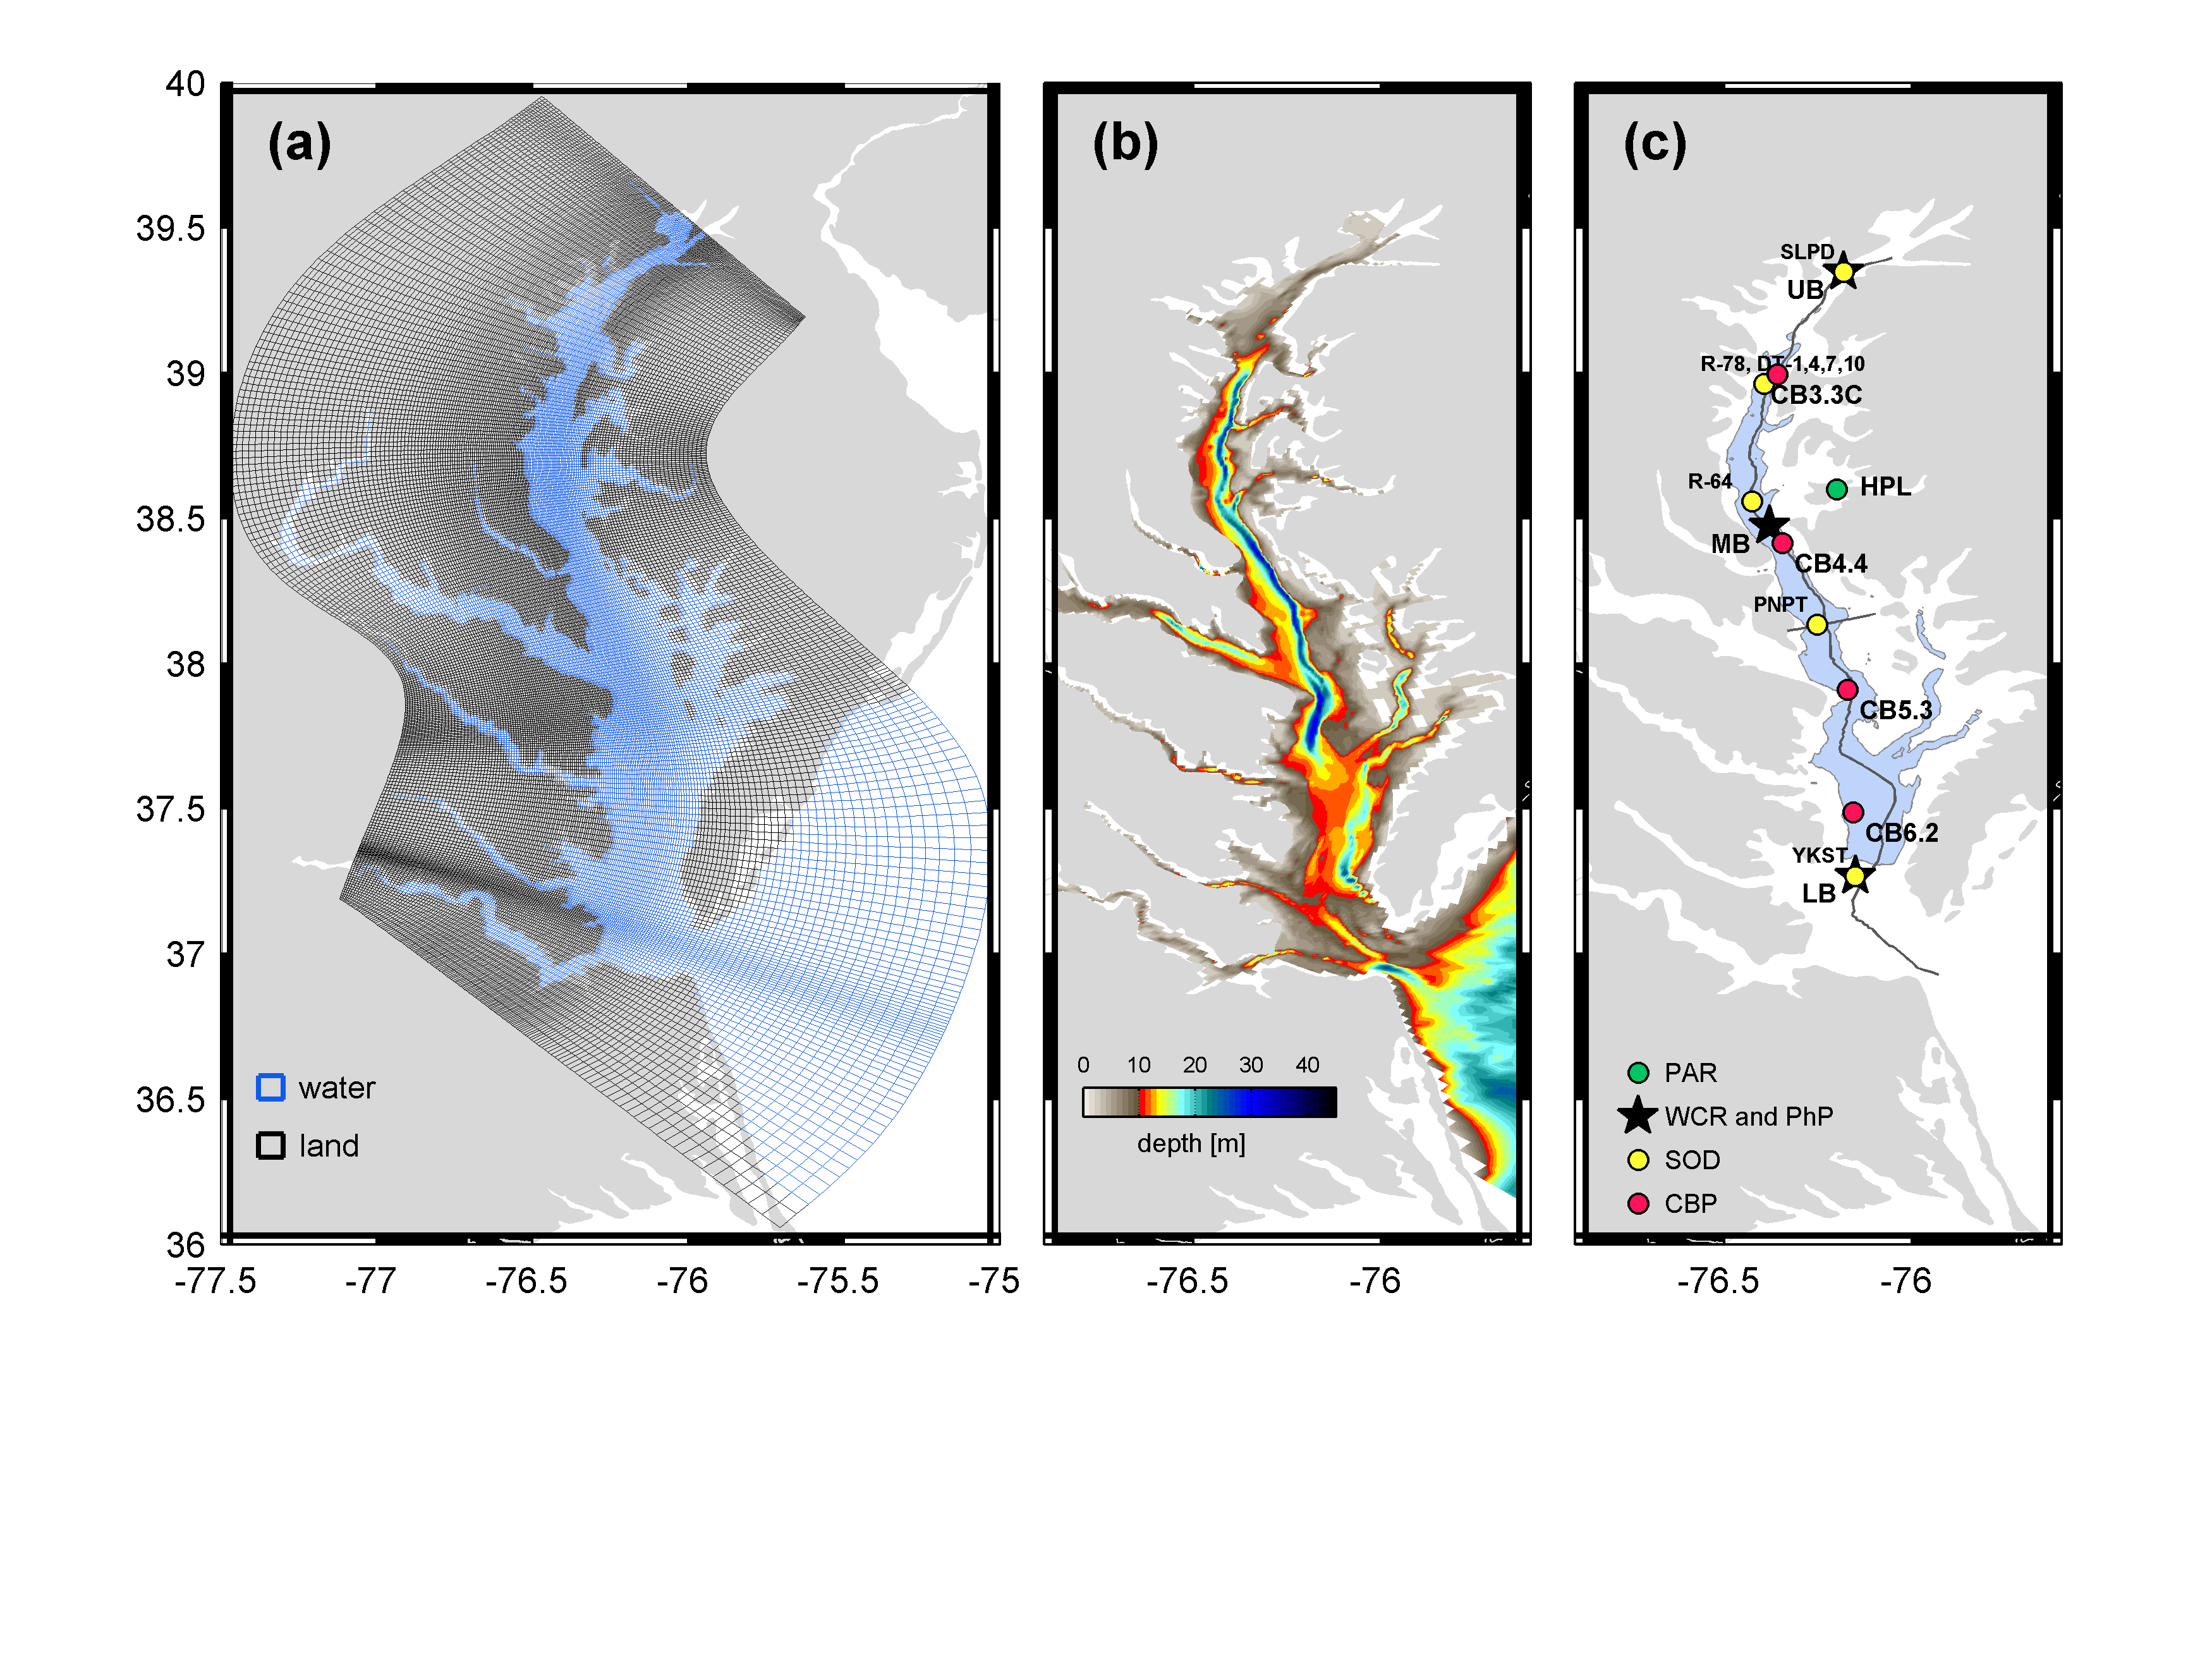 (a)
40
39.5
39
38.5
38
37.5
37
36.5
36
-77.5
-77
-76.5
-76
-75.5
-75
water
land
(b)
0 10 20 30 40
depth [m]
-76.5
-76
(c)
SLPD
UB
R-78, DT-1,4,7,10
CB3.3C
R-64
HPL
MB
CB4.4
PNPT
CB5.3
CB6.2
YKST
LB
PAR
WCR and PhP
SOD
CBP
-76.5
-76